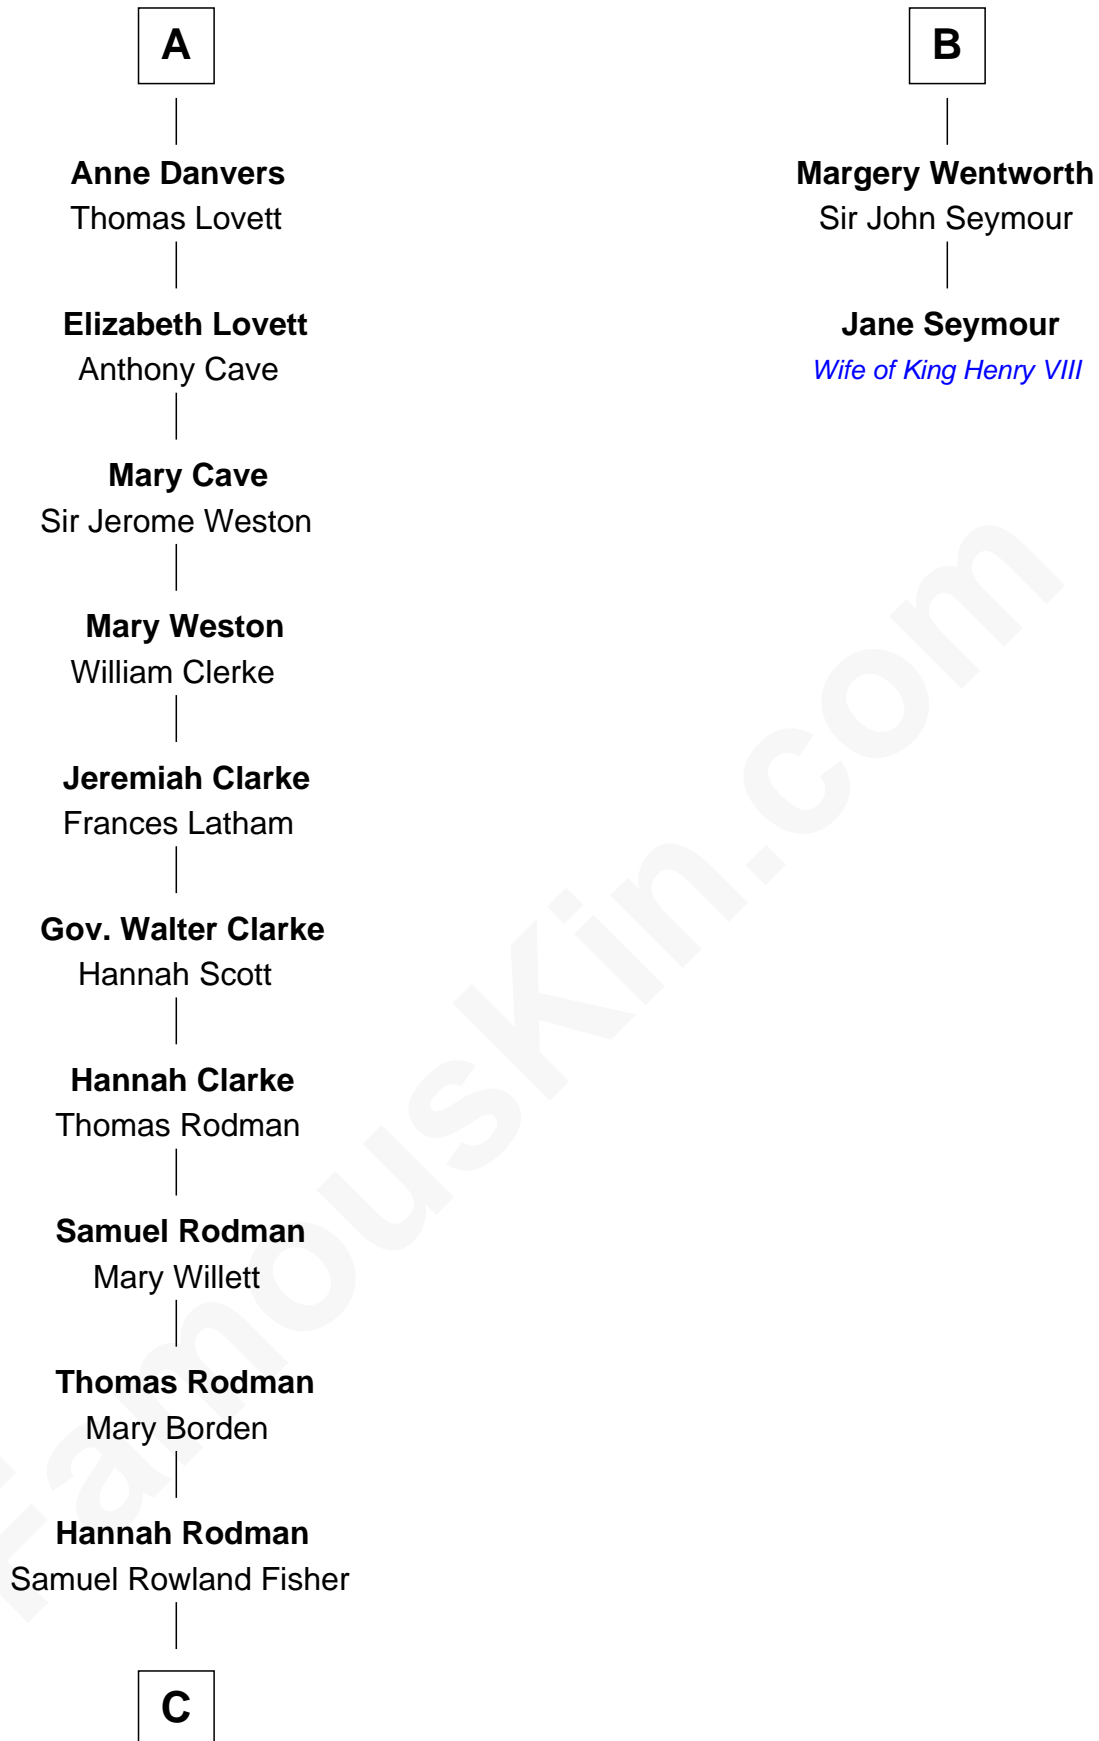 A
Anne Danvers
Thomas Lovett
Elizabeth Lovett
Anthony Cave
Mary Cave
Sir Jerome Weston
Mary Weston
William Clerke
Jeremiah Clarke
Frances Latham
Gov. Walter Clarke
Hannah Scott
Hannah Clarke
Thomas Rodman
Samuel Rodman
Mary Willett
Thomas Rodman
Mary Borden
Hannah Rodman
Samuel Rowland Fisher
C
B
Margery Wentworth
Sir John Seymour
Jane Seymour
Wife of King Henry VIII
FamousKin.com